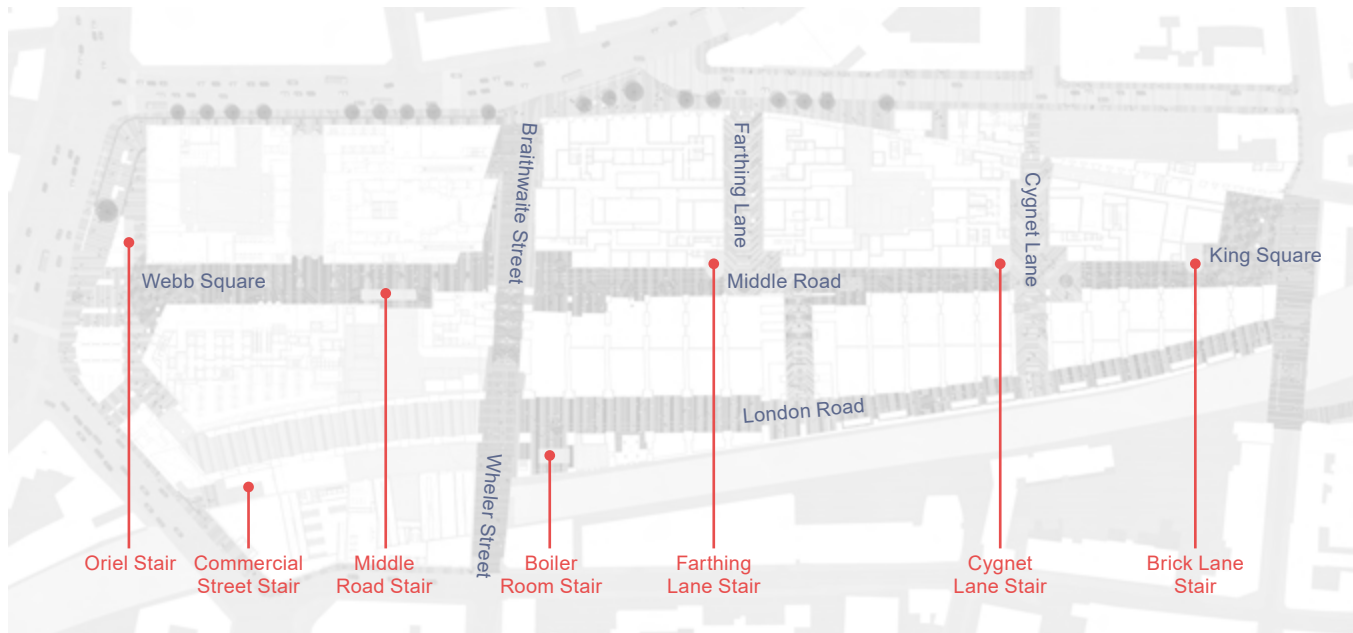 Braithwaite Street
Farthing Lane
Cygnet Lane
King Square
Webb Square
Middle Road
London Road
Wheler Street
Oriel Stair
Commercial
Street Stair
Middle
Road Stair
Boiler
Room Stair
Farthing
Lane Stair
Cygnet
Lane Stair
Brick Lane
Stair